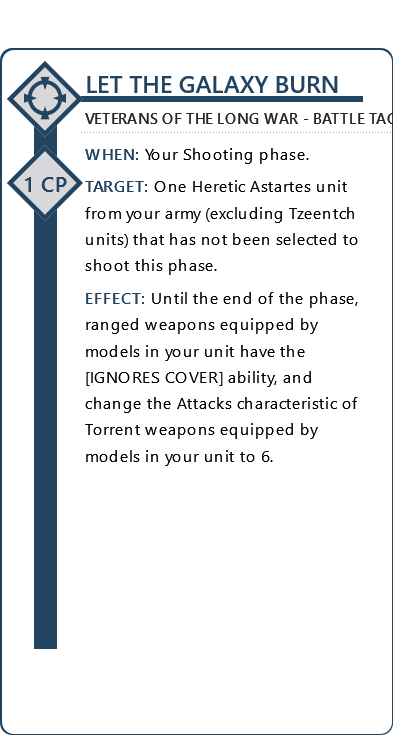 LET THE GALAXY BURN
VETERANS OF THE LONG WAR - BATTLE TAC
1 CP
WHEN: Your Shooting phase.
TARGET: One Heretic Astartes unit
from your army (excluding Tzeentch
units) that has not been selected to
shoot this phase.
EFFECT: Until the end of the phase,
ranged weapons equipped by
models in your unit have the
[IGNORES COVER] ability, and
change the Attacks characteristic of
Torrent weapons equipped by
models in your unit to 6.